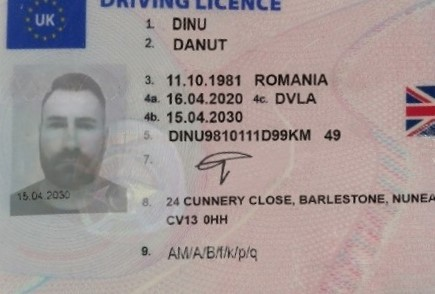 DRIVING LICENCE
UK
1. DINU
2. DANUT
3. 11.10.1981 ROMANIA
4a. 16.04.2020 4c. DVLA
4b. 15.04.2030
5. DINU9810111D99KM 49
7.
15.04.2030
8. 24 CUNNERY CLOSE, BARLESTONE, NUNEA
CV13 0HH
9. AM/A/B/f/k/p/q